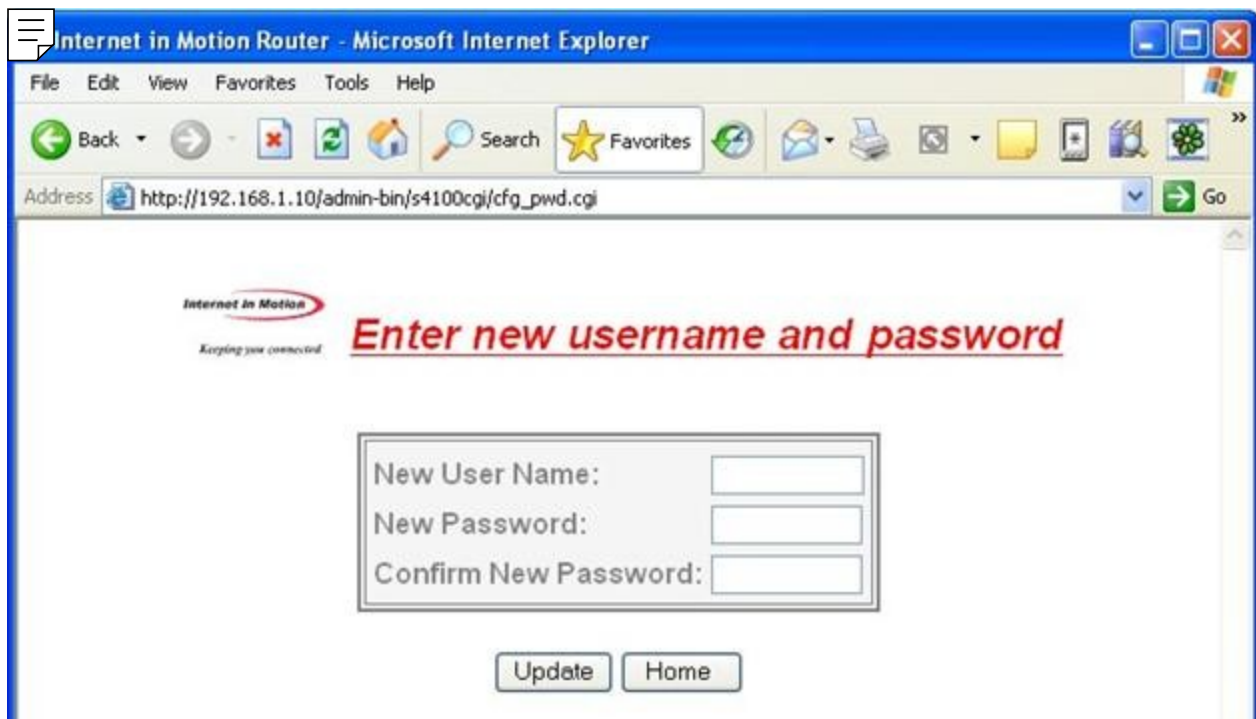 Internet in Motion Router - Microsoft Internet Explorer
File Edit View Favorites Tools Help
Back Search Favorites »
Address http://192.168.1.10/admin-bin/s4100cgi/cfg_pwd.cgi Go
Internet In Motion
Keeping you connected
Enter new username and password
New User Name:
New Password:
Confirm New Password:
Update Home